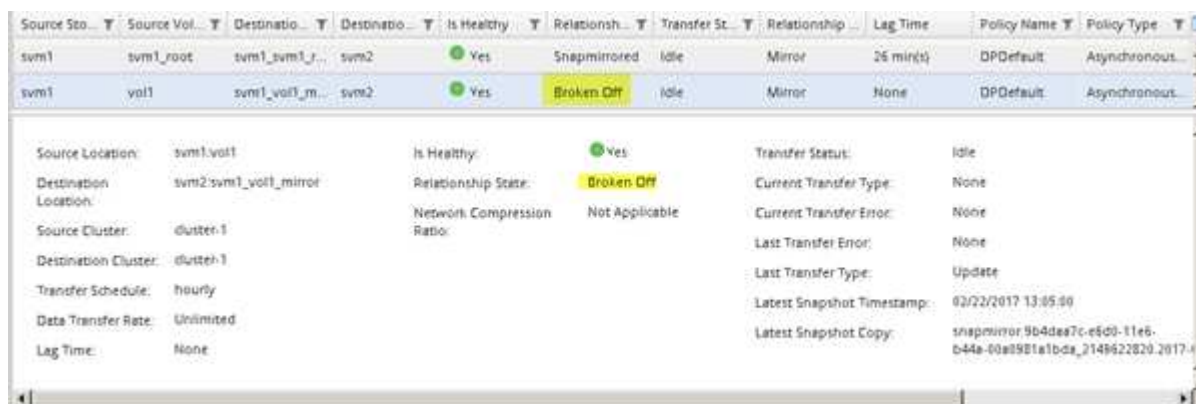 Source Sto... Source Vol... Destinatio... Destinatio... Is Healthy Relationsh... Transfer St... Relationship ... Lag Time Policy Name Policy Type
svm1 svm1_root svm1_svm1_r... svm2 Yes Snapmirrored Idle Mirror 26 min(s) DPDefault Asynchronous...
svm1 vol1 svm1_vol1_m... svm2 Yes Broken Off Idle Mirror None DPDefault Asynchronous...
Source Location: svm1:vol1 Is Healthy: Yes Transfer Status: Idle
Destination Location: svm2:svm1_vol1_mirror Relationship State: Broken Off Current Transfer Type: None
Network Compression Ratio: Not Applicable Current Transfer Error: None
Source Cluster: cluster-1 Last Transfer Error: None
Destination Cluster: cluster-1 Last Transfer Type: Update
Transfer Schedule: hourly Latest Snapshot Timestamp: 02/22/2017 13:05:00
Data Transfer Rate: Unlimited Latest Snapshot Copy: snapmirror.9b4daa7c-e6d0-11e6-
Lag Time: None b44a-00a0981a1bda_2149622820.2017-